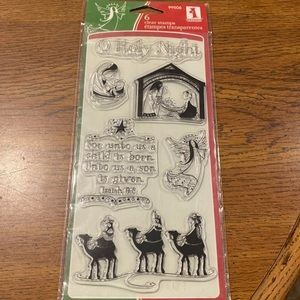 99606
6
clear stamps
étampes transparentes
O Holy Night
For unto us a
child is born,
Unto us a son
is given.
Isaiah 9:6